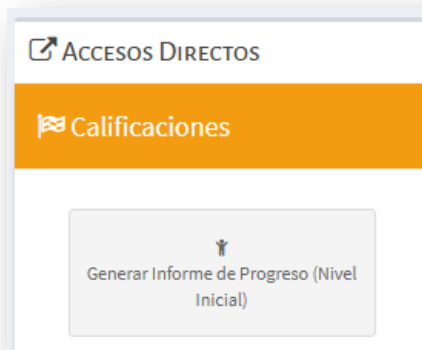 Accesos Directos
Calificaciones
Generar Informe de Progreso (Nivel
Inicial)